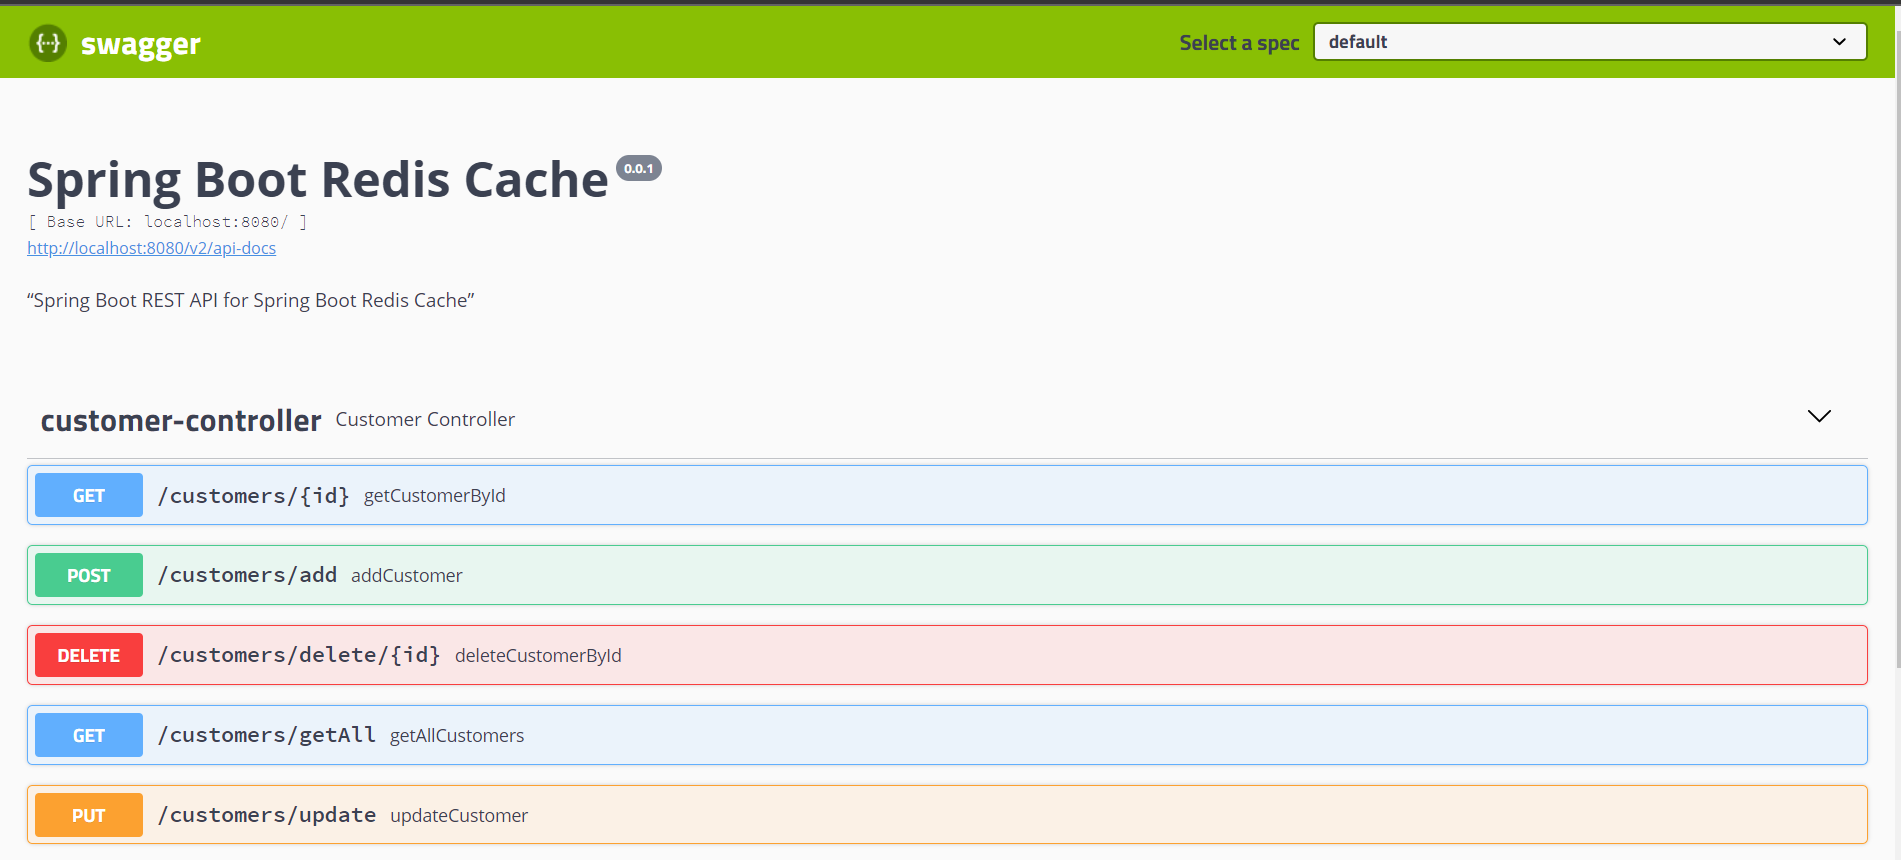 {···} swagger
Select a spec default
Spring Boot Redis Cache 0.0.1
[ Base URL: localhost:8080/ ]
http://localhost:8080/v2/api-docs
“Spring Boot REST API for Spring Boot Redis Cache”
customer-controller Customer Controller
GET /customers/{id} getCustomerById
POST /customers/add addCustomer
DELETE /customers/delete/{id} deleteCustomerById
GET /customers/getAll getAllCustomers
PUT /customers/update updateCustomer